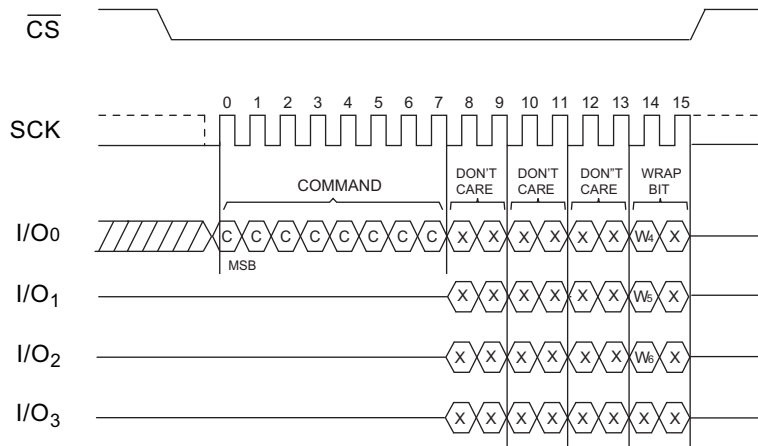 CS
0 1 2 3 4 5 6 7 8 9 10 11 12 13 14 15
SCK
COMMAND
DON'T CARE
DON'T CARE
DON"T CARE
WRAP BIT
I/O0 C C C C C C C C X X X X X X W4 X
MSB
I/O1 X X X X X X W5 X
I/O2 X X X X X X W6 X
I/O3 X X X X X X X X